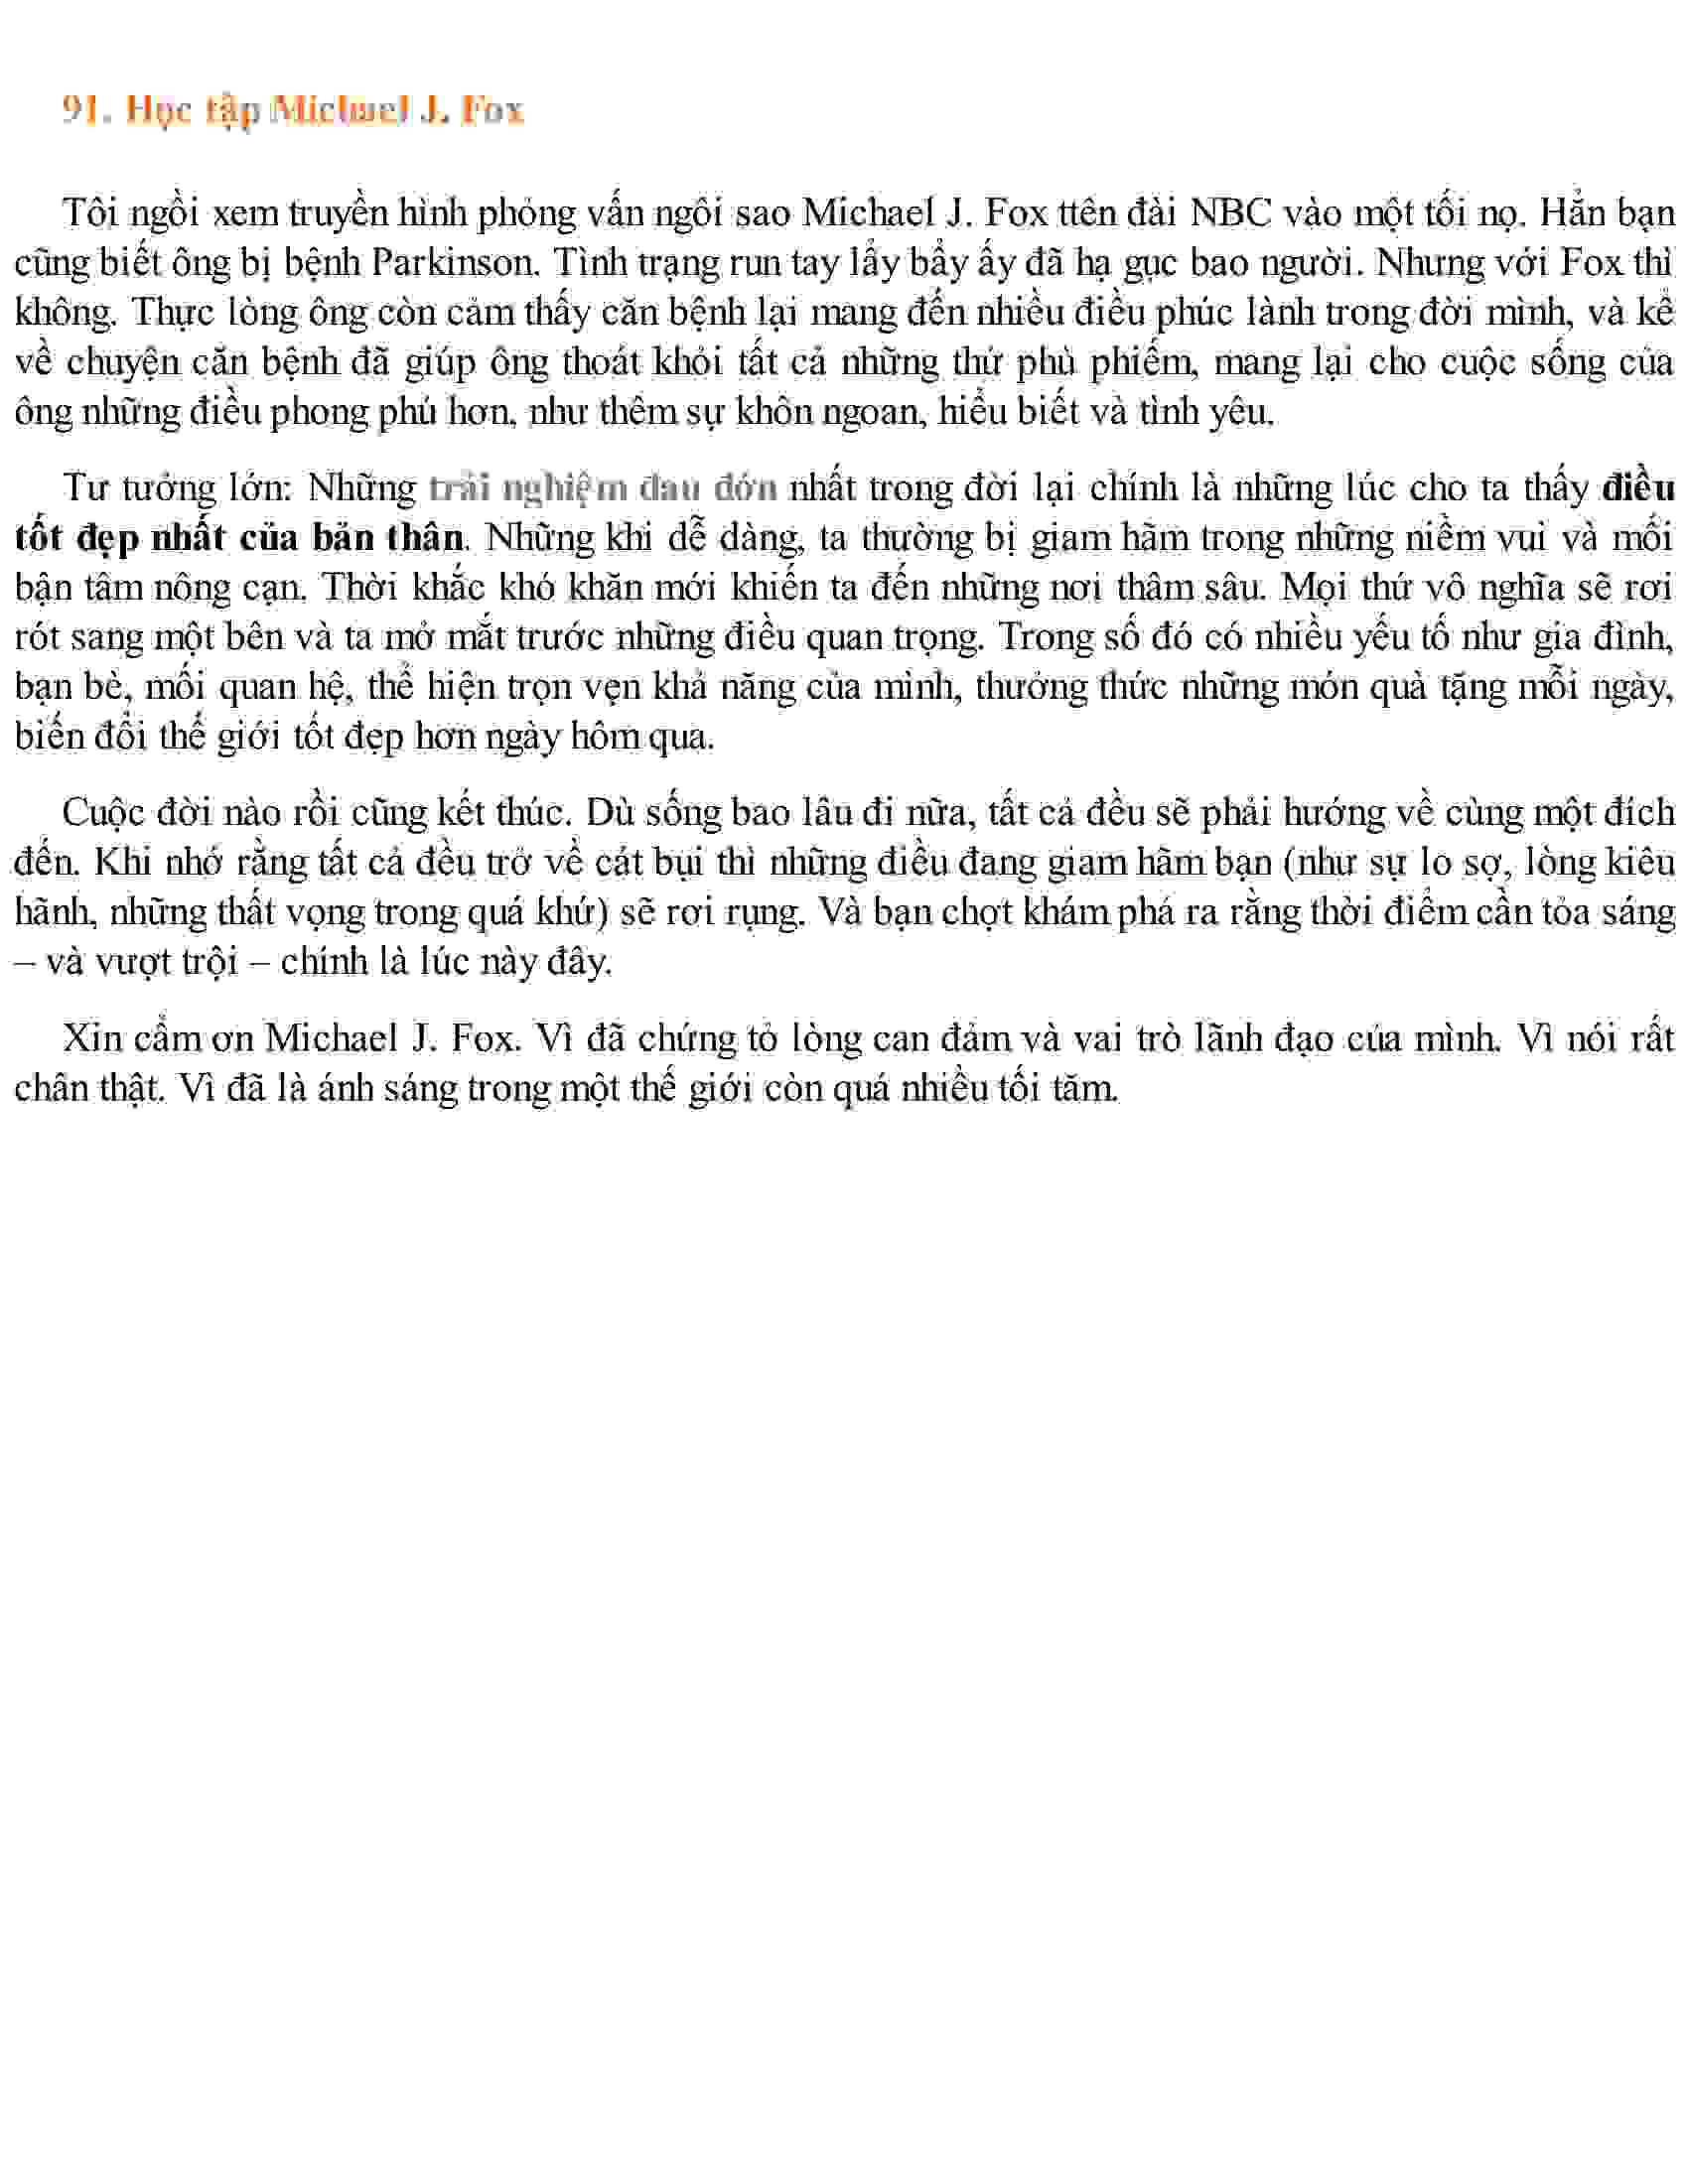 91. Học tập Michael J. Fox
Tôi ngồi xem truyền hình phỏng vấn ngôi sao Michael J. Fox ttên đài NBC vào một tối nọ. Hẳn bạn
cũng biết ông bị bệnh Parkinson. Tình trạng run tay lẩy bẩy ấy đã hạ gục bao người. Nhưng với Fox thì
không. Thực lòng ông còn cảm thấy căn bệnh lại mang đến nhiều điều phúc lành trong đời mình, và kể
về chuyện căn bệnh đã giúp ông thoát khỏi tất cả những thứ phù phiếm, mang lại cho cuộc sống của
ông những điều phong phú hơn, như thêm sự khôn ngoan, hiểu biết và tình yêu.
Tư tưởng lớn: Những trải nghiệm đau đớn nhất trong đời lại chính là những lúc cho ta thấy điều
tốt đẹp nhất của bản thân. Những khi dễ dàng, ta thường bị giam hãm trong những niềm vui và mối
bận tâm nông cạn. Thời khắc khó khăn mới khiến ta đến những nơi thâm sâu. Mọi thứ vô nghĩa sẽ rơi
rót sang một bên và ta mở mắt trước những điều quan trọng. Trong số đó có nhiều yếu tố như gia đình,
bạn bè, mối quan hệ, thể hiện trọn vẹn khả năng của mình, thưởng thức những món quà tặng mỗi ngày,
biến đổi thế giới tốt đẹp hơn ngày hôm qua.
Cuộc đời nào rồi cũng kết thúc. Dù sống bao lâu đi nữa, tất cả đều sẽ phải hướng về cùng một đích
đến. Khi nhớ rằng tất cả đều trở về cát bụi thì những điều đang giam hãm bạn (như sự lo sợ, lòng kiêu
hãnh, những thất vọng trong quá khứ) sẽ rơi rụng. Và bạn chợt khám phá ra rằng thời điểm cần tỏa sáng
– và vượt trội – chính là lúc này đây.
Xin cẩm ơn Michael J. Fox. Vì đã chứng tỏ lòng can đảm và vai trò lãnh đạo của mình. Vì nói rất
chân thật. Vì đã là ánh sáng trong một thế giới còn quá nhiều tối tăm.